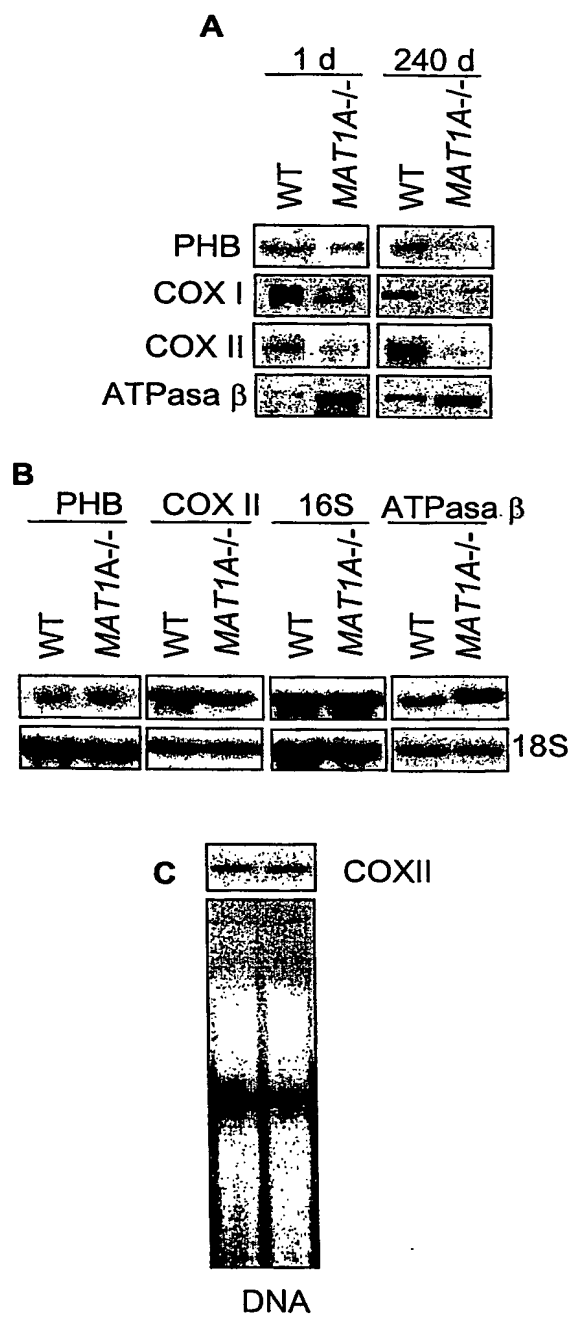 A
1 d 240 d
WT MAT1A-/- WT MAT1A-/-
PHB
COX I
COX II
ATPasa β
B
PHB COX II 16S ATPasa β
WT MAT1A-/- WT MAT1A-/- WT MAT1A-/- WT MAT1A-/-
18S
C COXII
DNA